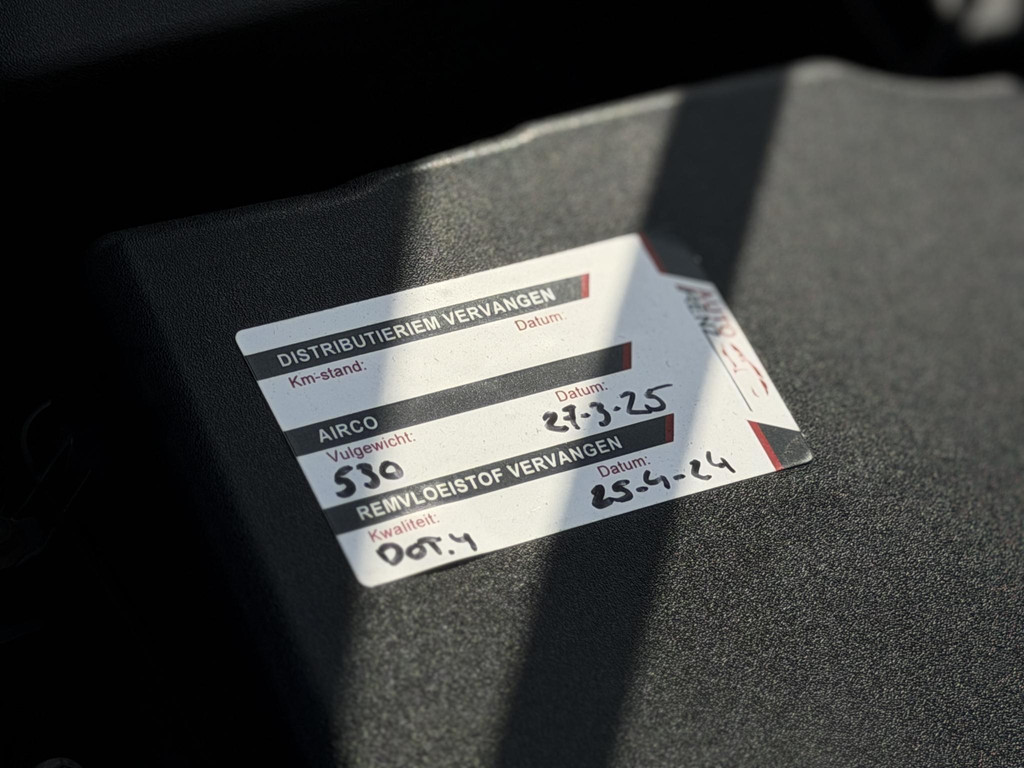 DISTRIBUTIERIEM VERVANGEN
Km-stand:
Datum:
AIRCO
Vulgewicht:
Datum:
530
27-3-25
REMVLOEISTOF VERVANGEN
Kwaliteit:
Datum:
DOT.4
25-4-24